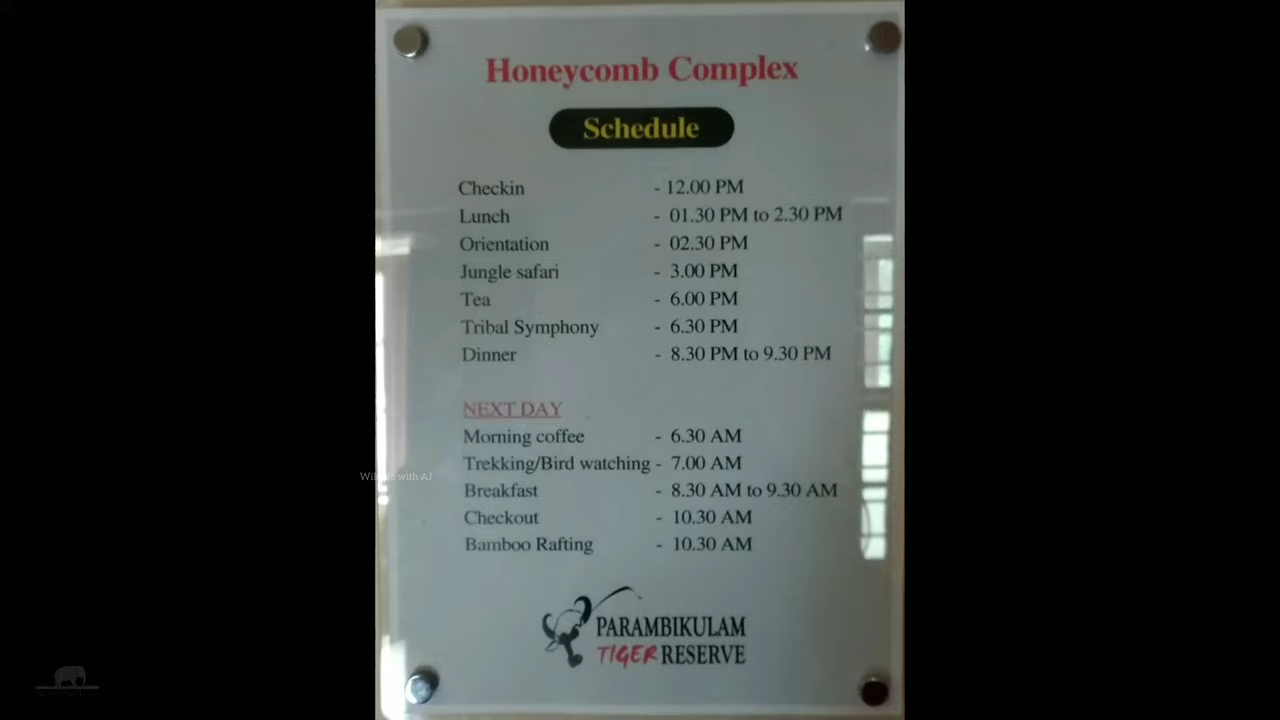 Honeycomb Complex
Schedule
Checkin - 12.00 PM
Lunch - 01.30 PM to 2.30 PM
Orientation - 02.30 PM
Jungle safari - 3.00 PM
Tea - 6.00 PM
Tribal Symphony - 6.30 PM
Dinner - 8.30 PM to 9.30 PM
NEXT DAY
Morning coffee - 6.30 AM
Trekking/Bird watching - 7.00 AM
Wildlife with AJ
Breakfast - 8.30 AM to 9.30 AM
Checkout - 10.30 AM
Bamboo Rafting - 10.30 AM
PARAMBIKULAM
TIGER RESERVE